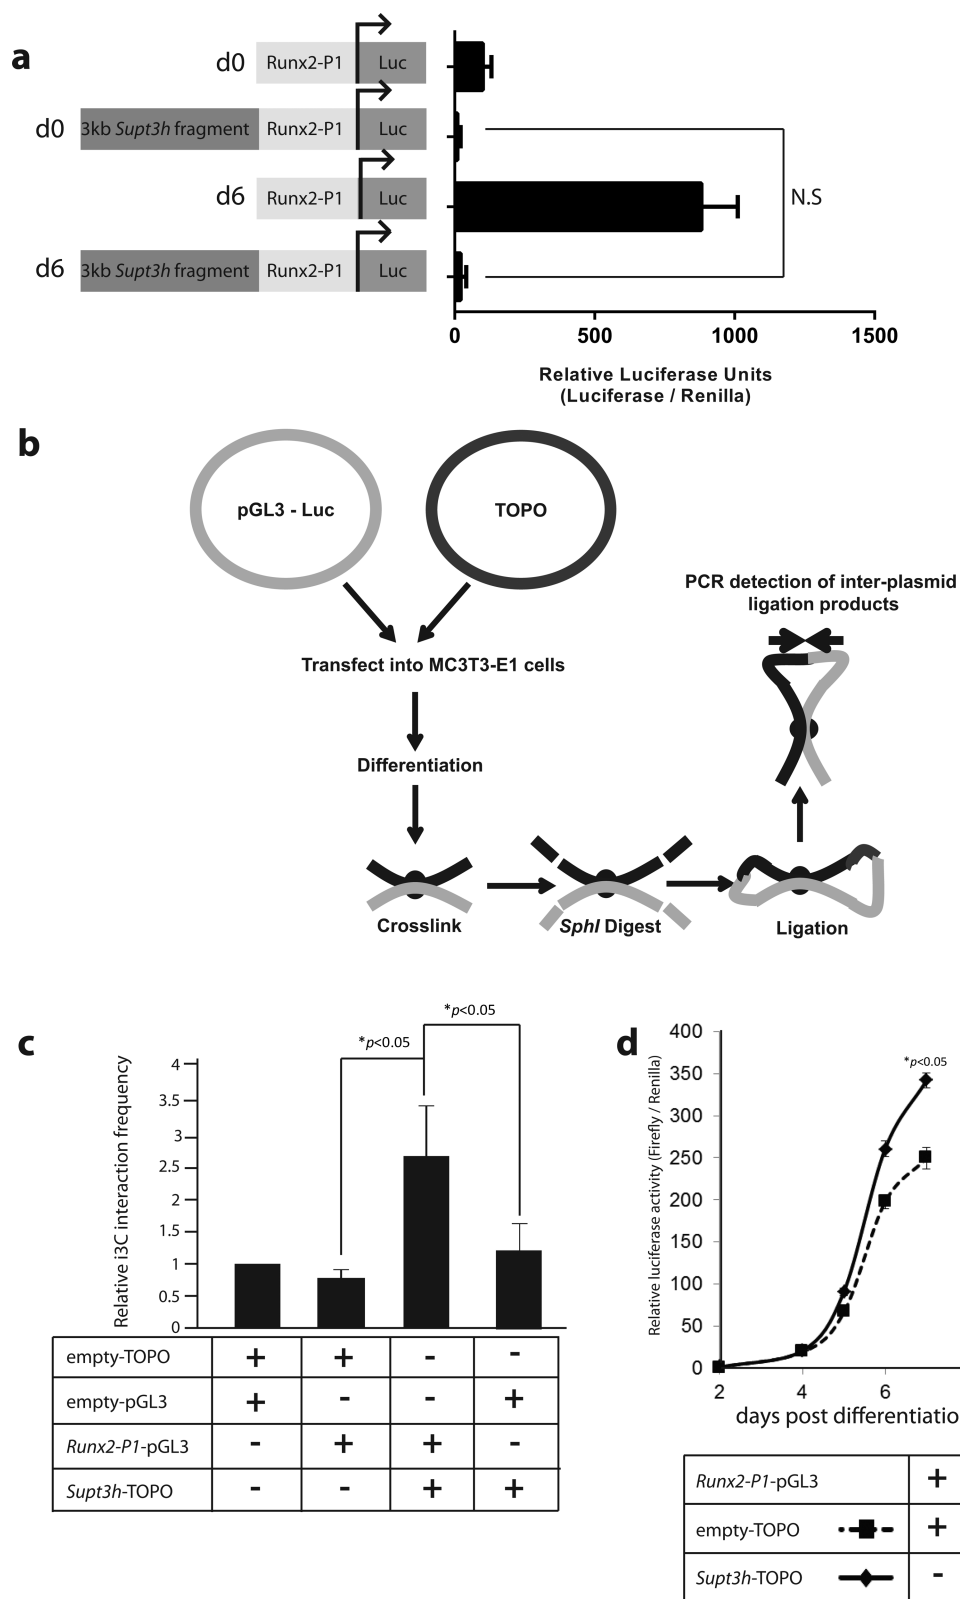 a
d0 Runx2-P1 Luc
d0 3kb Supt3h fragment Runx2-P1 Luc
d6 Runx2-P1 Luc
d6 3kb Supt3h fragment Runx2-P1 Luc
N.S
0 500 1000 1500
Relative Luciferase Units
(Luciferase / Renilla)
b
pGL3 - Luc
TOPO
PCR detection of inter-plasmid
ligation products
Transfect into MC3T3-E1 cells
Differentiation
Crosslink
SphI Digest
Ligation
c
*p<0.05
*p<0.05
Relative i3C interaction frequency
4
3.5
3
2.5
2
1.5
1
0.5
0
empty-TOPO + + - -
empty-pGL3 + - - +
Runx2-P1-pGL3 - + + -
Supt3h-TOPO - - + +
d
*p<0.05
Relative luciferase activity (Firefly / Renilla)
400
350
300
250
200
150
100
50
0
2 4 6
days post differentiatio
Runx2-P1-pGL3 +
empty-TOPO +
Supt3h-TOPO -